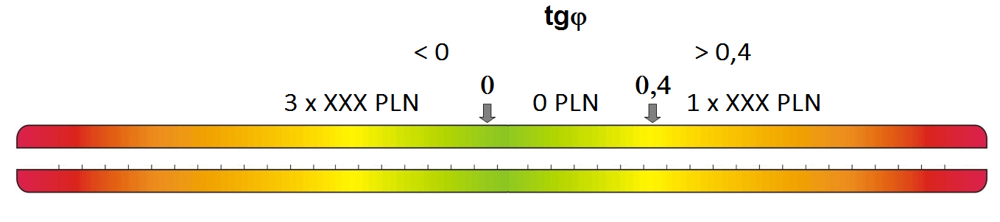 tgφ
< 0 > 0,4
0 0,4
3 x XXX PLN 0 PLN 1 x XXX PLN